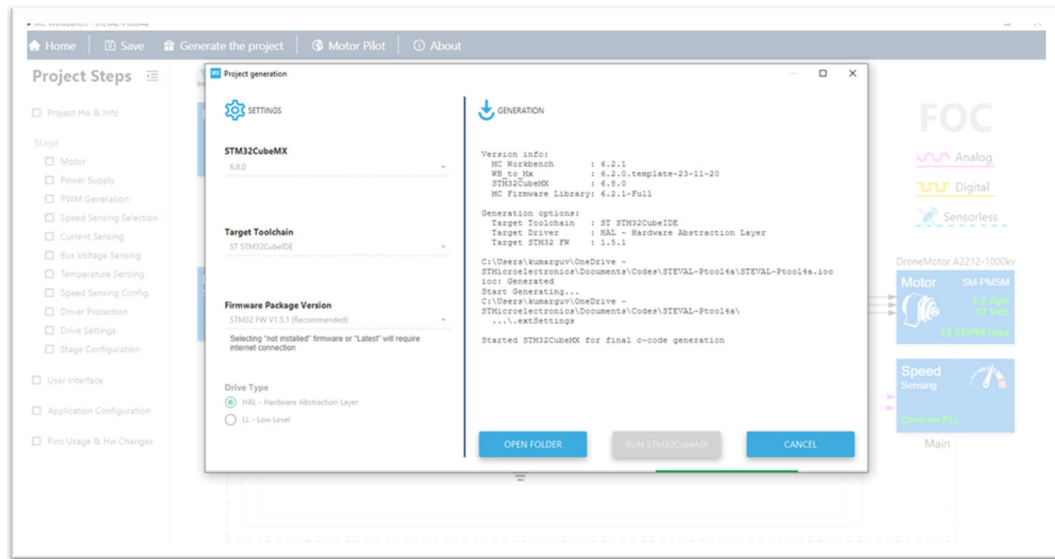 Home
Save
Generate the project
Motor Pilot
About
Project Steps
Project Hw & Info
Stage
Motor
Power Supply
PWM Generation
Speed Sensing Selection
Current Sensing
Bus Voltage Sensing
Temperature Sensing
Speed Sensing Config.
Driver Protection
Drive Settings
Stage Configuration
User Interface
Application Configuration
Pins Usage & Hw Changes
MX Project generation
SETTINGS
STM32CubeMX
6.8.0
Target Toolchain
ST STM32CubeIDE
Firmware Package Version
STM32 FW V1.5.1 (Recommended)
Selecting "not installed" firmware or "Latest" will require
internet connection
Drive Type
HAL - Hardware Abstraction Layer
LL - Low Level
GENERATION
Version info:
MC Workbench : 6.2.1
WB_to_Mx : 6.2.0.template-23-11-20
STM32CubeMX : 6.8.0
MC Firmware Library: 6.2.1-Full
Generation options:
Target Toolchain : ST STM32CubeIDE
Target Driver : HAL - Hardware Abstraction Layer
Target STM32 FW : 1.5.1
C:\Users\kumarguv\OneDrive -
STMicroelectronics\Documents\Codes\STEVAL-Ptool4a\STEVAL-Ptool4a.ioc
ioc: Generated
Start Generating...
C:\Users\kumarguv\OneDrive -
STMicroelectronics\Documents\Codes\STEVAL-Ptool4a\
...\.extSettings
Started STM32CubeMX for final c-code generation
OPEN FOLDER
RUN STM32CubeMX
CANCEL
FOC
Analog
Digital
Sensorless
DroneMotor A2212-1000kv
Motor SM-PMSM
1.2 Apk
12 Vdc
12 kRPM max
Speed
Sensing
Observer PLL
Main